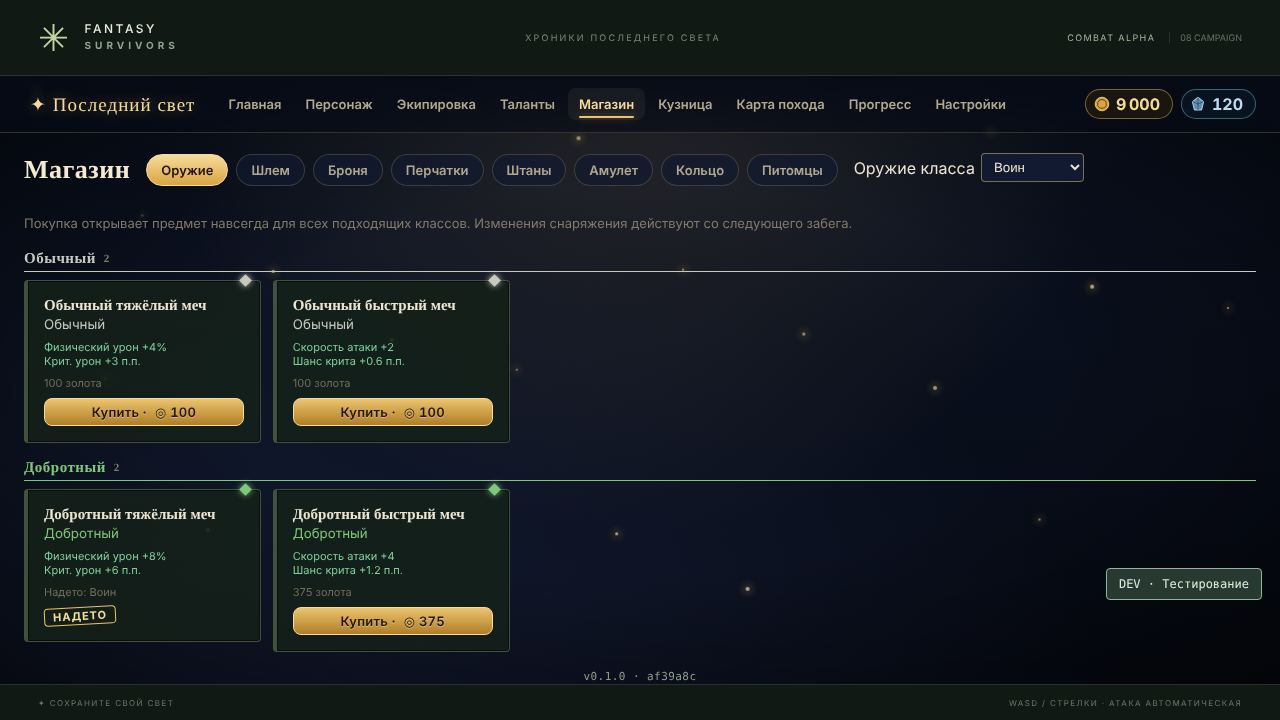 FANTASY
SURVIVORS
ХРОНИКИ ПОСЛЕДНЕГО СВЕТА
COMBAT ALPHA
08 CAMPAIGN
✦ Последний свет
Главная
Персонаж
Экипировка
Таланты
Магазин
Кузница
Карта похода
Прогресс
Настройки
9 000
120
Магазин
Оружие
Шлем
Броня
Перчатки
Штаны
Амулет
Кольцо
Питомцы
Оружие класса
Воин
Покупка открывает предмет навсегда для всех подходящих классов. Изменения снаряжения действуют со следующего забега.
Обычный 2
Обычный тяжёлый меч
Обычный
Физический урон +4%
Крит. урон +3 п.п.
100 золота
Купить · ◎ 100
Обычный быстрый меч
Обычный
Скорость атаки +2
Шанс крита +0.6 п.п.
100 золота
Купить · ◎ 100
Добротный 2
Добротный тяжёлый меч
Добротный
Физический урон +8%
Крит. урон +6 п.п.
Надето: Воин
НАДЕТО
Добротный быстрый меч
Добротный
Скорость атаки +4
Шанс крита +1.2 п.п.
375 золота
Купить · ◎ 375
DEV · Тестирование
v0.1.0 · af39a8c
✦ СОХРАНИТЕ СВОЙ СВЕТ
WASD / СТРЕЛКИ · АТАКА АВТОМАТИЧЕСКАЯ